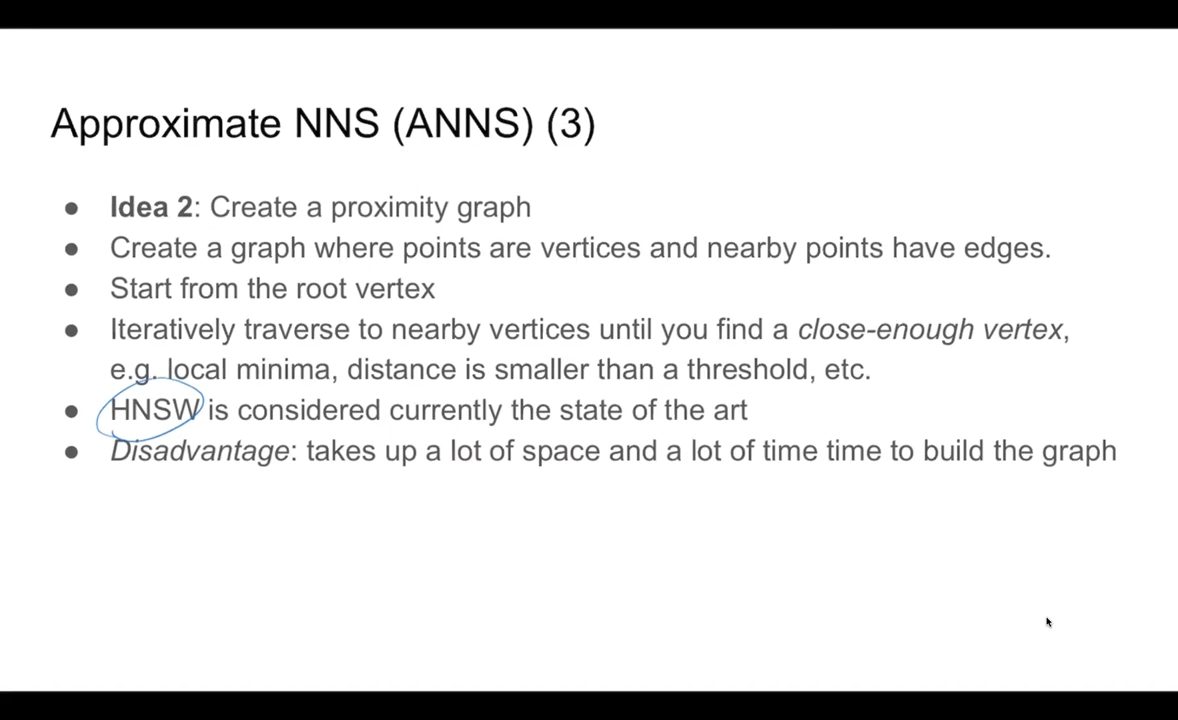 Approximate NNS (ANNS) (3)
● Idea 2: Create a proximity graph
● Create a graph where points are vertices and nearby points have edges.
● Start from the root vertex
● Iteratively traverse to nearby vertices until you find a close-enough vertex,
e.g. local minima, distance is smaller than a threshold, etc.
● HNSW is considered currently the state of the art
● Disadvantage: takes up a lot of space and a lot of time time to build the graph